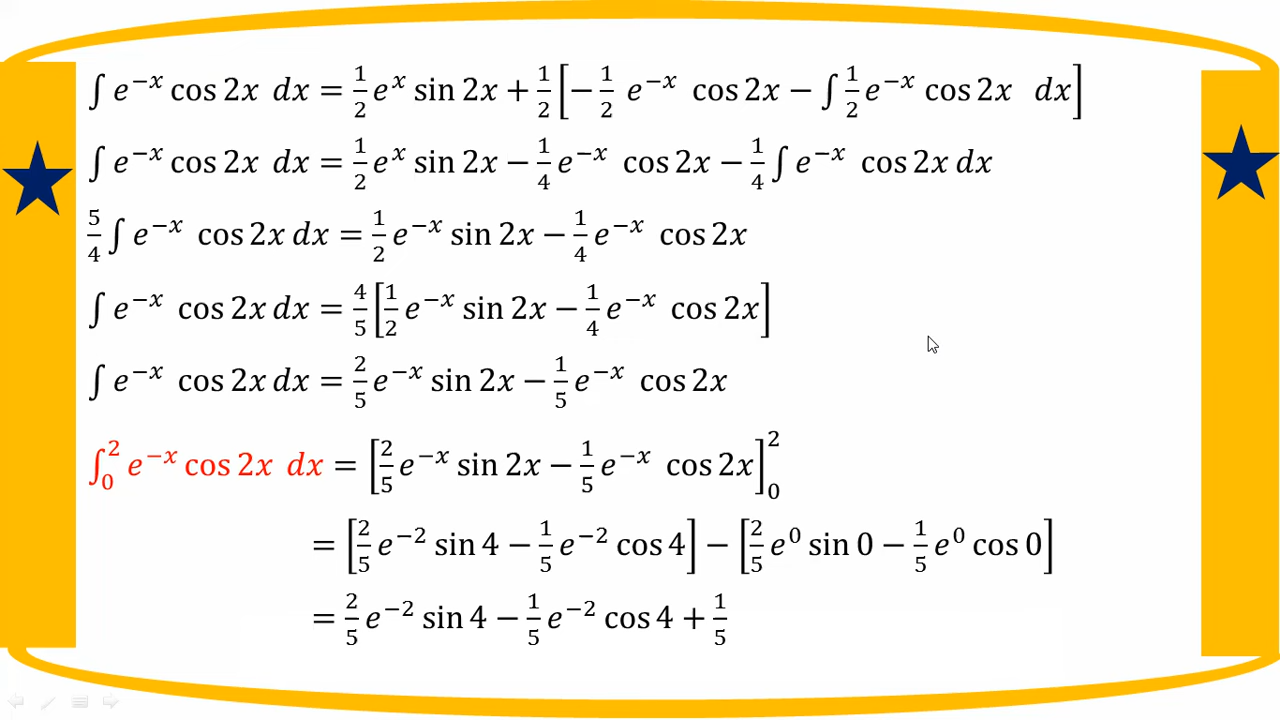 ∫ e^{−x} cos 2x dx = 1/2 e^x sin 2x + 1/2 [− 1/2 e^{−x} cos 2x − ∫ 1/2 e^{−x} cos 2x dx]
∫ e^{−x} cos 2x dx = 1/2 e^x sin 2x − 1/4 e^{−x} cos 2x − 1/4 ∫ e^{−x} cos 2x dx
5/4 ∫ e^{−x} cos 2x dx = 1/2 e^{−x} sin 2x − 1/4 e^{−x} cos 2x
∫ e^{−x} cos 2x dx = 4/5 [1/2 e^{−x} sin 2x − 1/4 e^{−x} cos 2x]
∫ e^{−x} cos 2x dx = 2/5 e^{−x} sin 2x − 1/5 e^{−x} cos 2x
∫_0^2 e^{−x} cos 2x dx = [2/5 e^{−x} sin 2x − 1/5 e^{−x} cos 2x]_0^2
= [2/5 e^{−2} sin 4 − 1/5 e^{−2} cos 4] − [2/5 e^0 sin 0 − 1/5 e^0 cos 0]
= 2/5 e^{−2} sin 4 − 1/5 e^{−2} cos 4 + 1/5